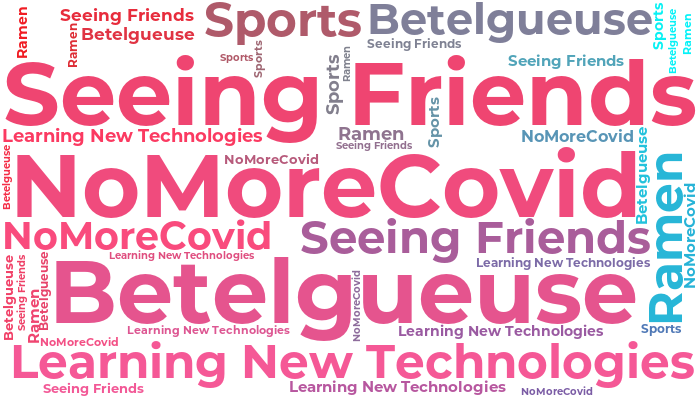 Ramen
Ramen
Seeing Friends
Betelgueuse
Sports
Betelgueuse
Sports
Betelgueuse
Ramen
Sports
Sports
Sports
Ramen
Seeing Friends
Seeing Friends
Seeing Friends
Learning New Technologies
Ramen
Seeing Friends
Sports
NoMoreCovid
Betelgueuse
NoMoreCovid
NoMoreCovid
Betelgueuse
Ramen
NoMoreCovid
NoMoreCovid
Seeing Friends
Learning New Technologies
Learning New Technologies
Betelgueuse
Seeing Friends
Ramen
Betelgueuse
Betelgueuse
NoMoreCovid
NoMoreCovid
Learning New Technologies
Learning New Technologies
Sports
Learning New Technologies
Seeing Friends
Learning New Technologies
NoMoreCovid